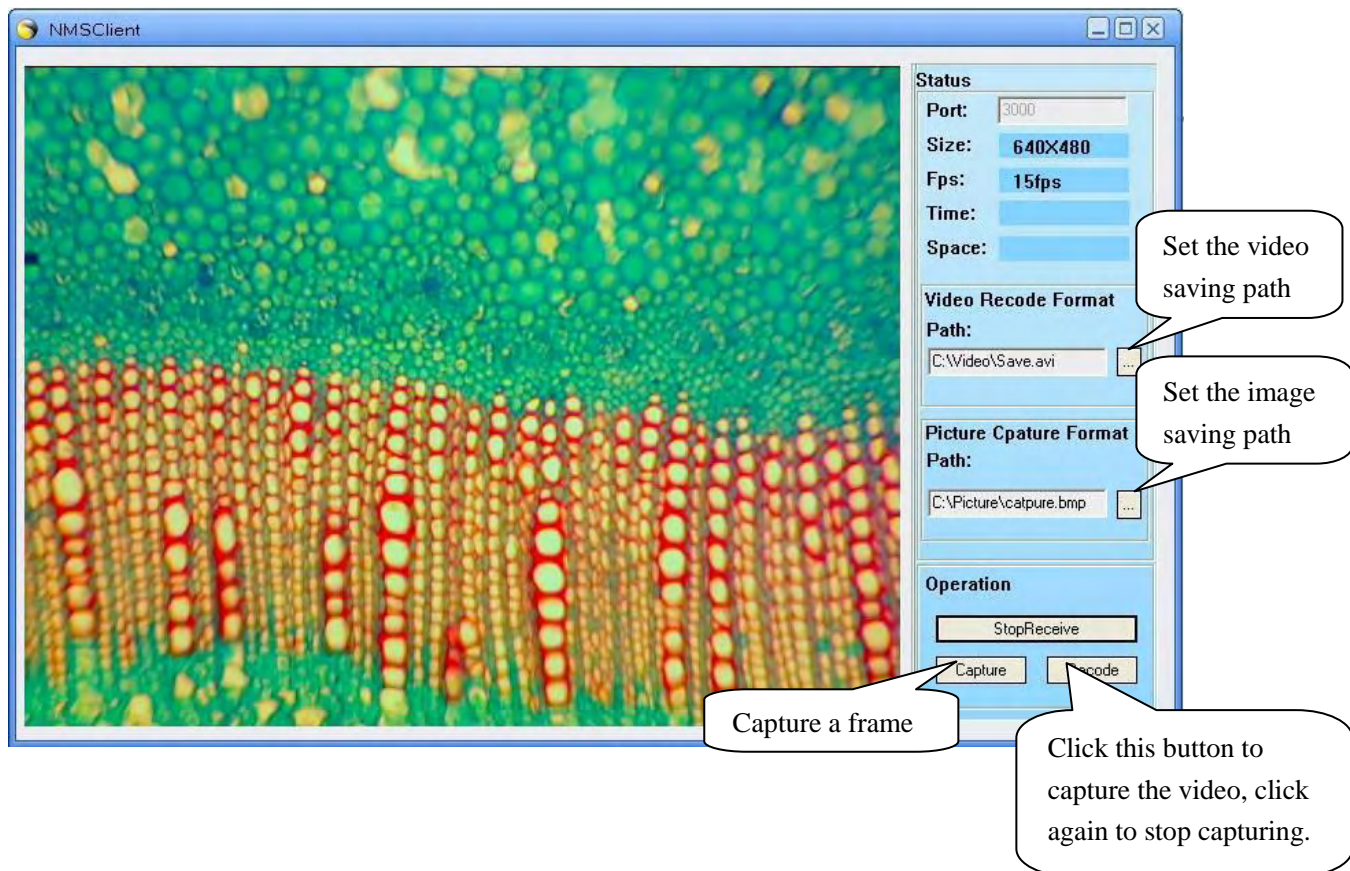 NMSClient
Status
Port: 3000
Size: 640X480
Fps: 15fps
Time:
Space:
Video Recode Format
Path:
C:\Video\Save.avi ...
Picture Cpature Format
Path:
C:\Picture\catpure.bmp ...
Operation
StopReceive
Capture Recode
Set the video
saving path
Set the image
saving path
Capture a frame
Click this button to
capture the video, click
again to stop capturing.